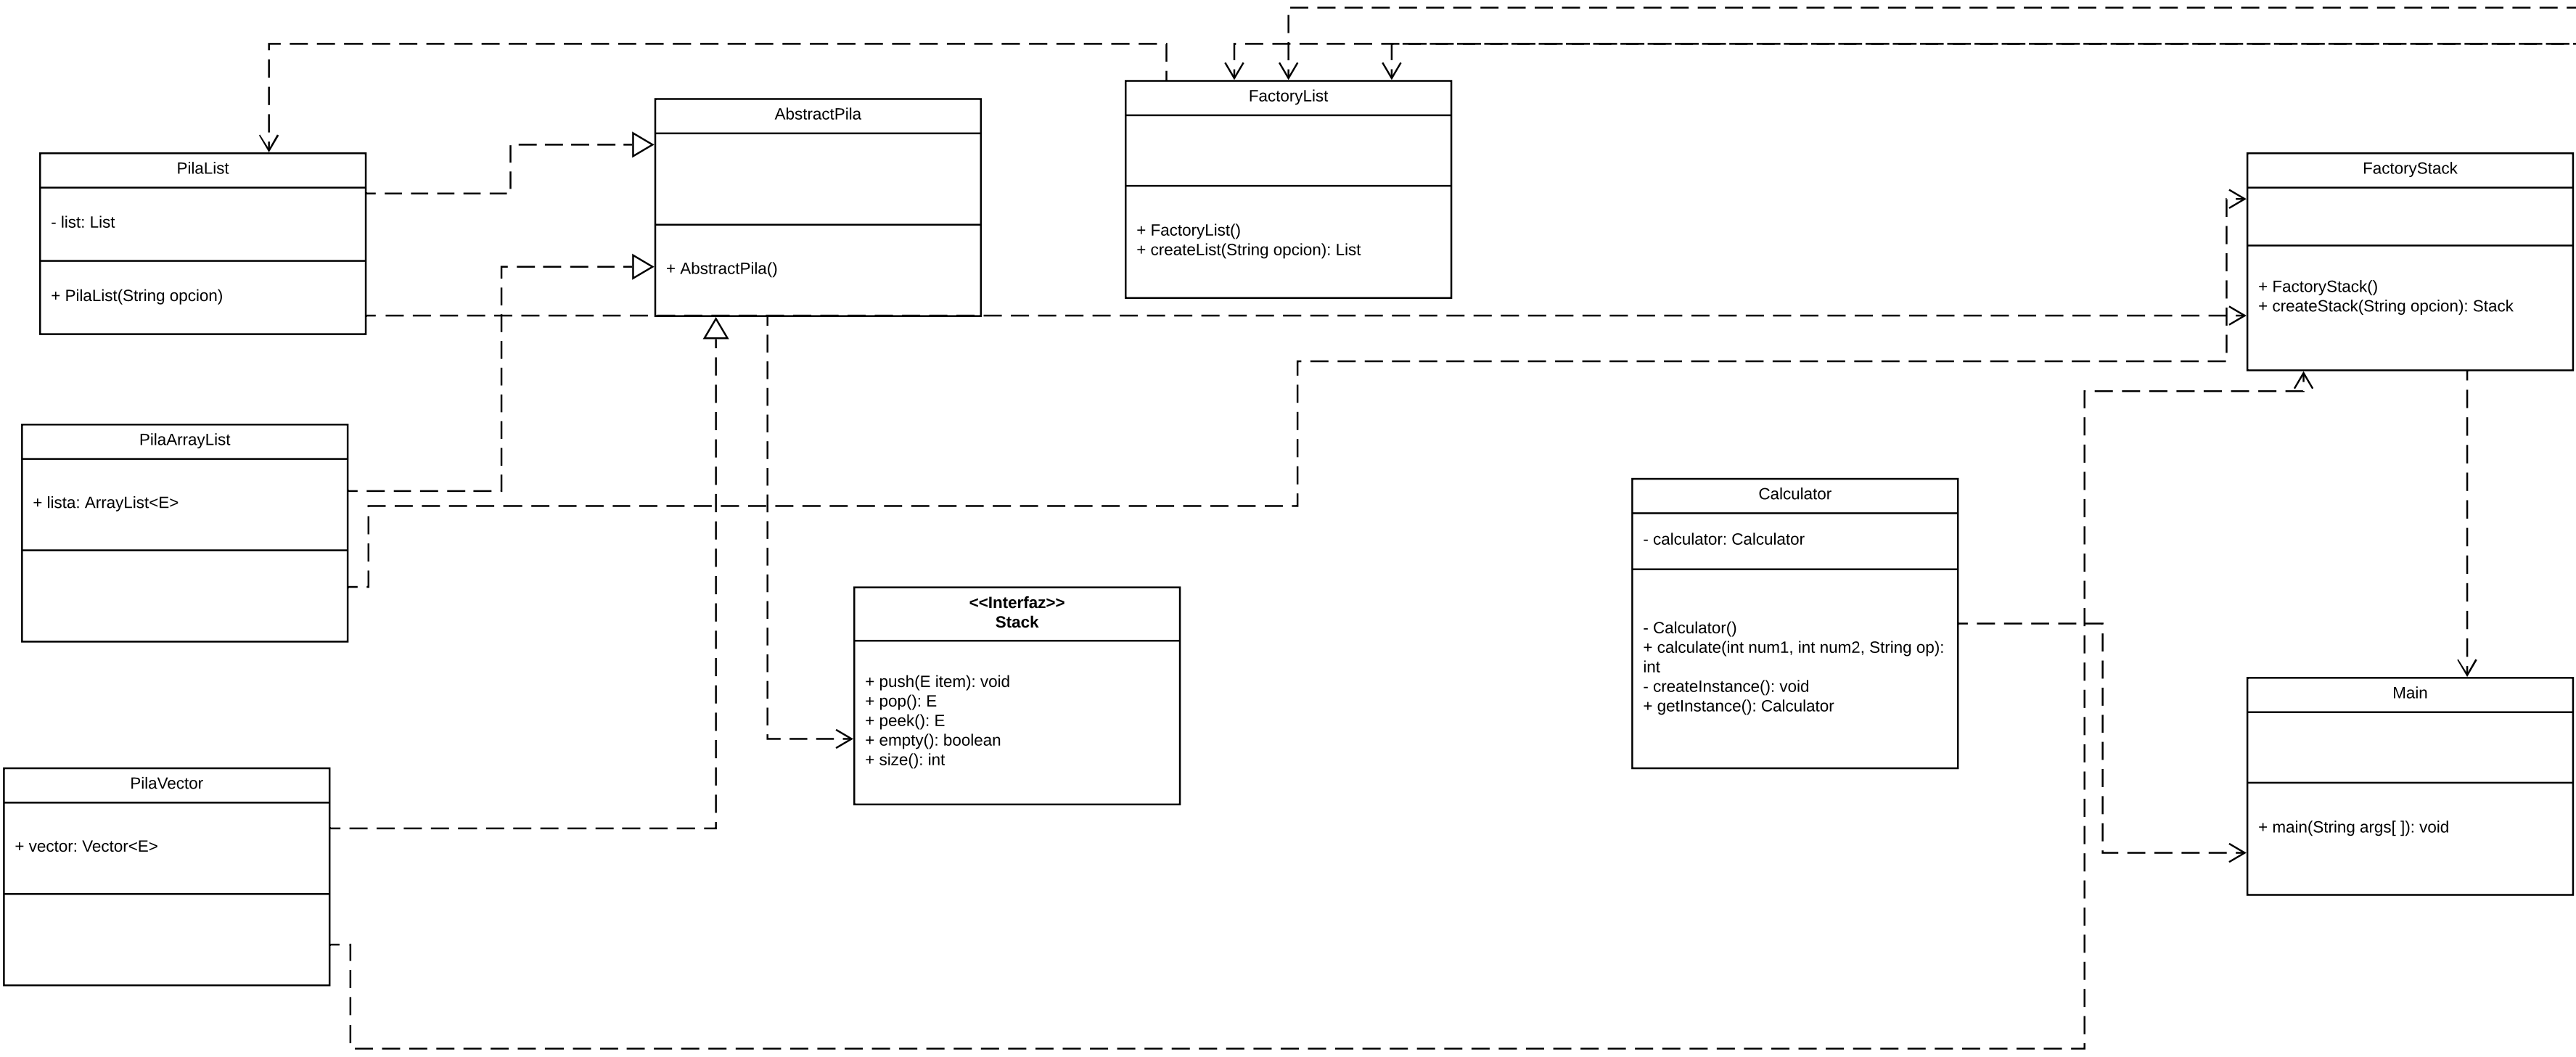 PilaList
- list: List
+ PilaList(String opcion)
AbstractPila
+ AbstractPila()
FactoryList
+ FactoryList()
+ createList(String opcion): List
FactoryStack
+ FactoryStack()
+ createStack(String opcion): Stack
PilaArrayList
+ lista: ArrayList<E>
<<Interfaz>>
Stack
+ push(E item): void
+ pop(): E
+ peek(): E
+ empty(): boolean
+ size(): int
Calculator
- calculator: Calculator
- Calculator()
+ calculate(int num1, int num2, String op):
int
- createInstance(): void
+ getInstance(): Calculator
Main
+ main(String args[ ]): void
PilaVector
+ vector: Vector<E>